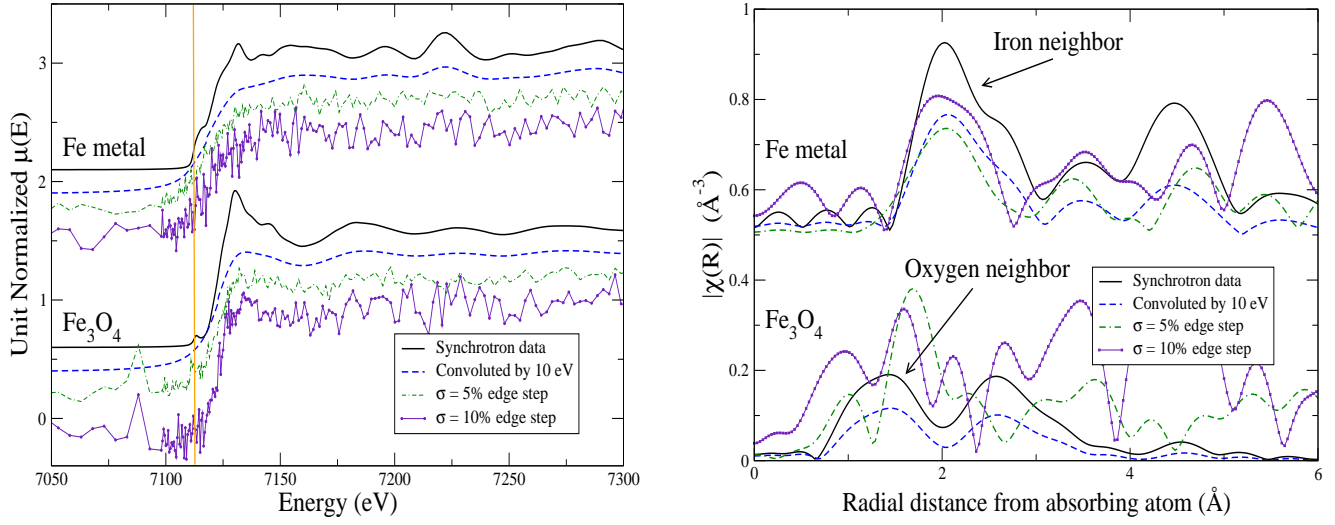 Unit Normalized μ(E)
3
2
1
0
Fe metal
Fe₃O₄
Synchrotron data
Convoluted by 10 eV
σ = 5% edge step
σ = 10% edge step
7050 7100 7150 7200 7250 7300
Energy (eV)
|χ(R)| (Å⁻³)
1
0.8
0.6
0.4
0.2
0
Iron neighbor
Fe metal
Oxygen neighbor
Fe₃O₄
Synchrotron data
Convoluted by 10 eV
σ = 5% edge step
σ = 10% edge step
0 2 4 6
Radial distance from absorbing atom (Å)